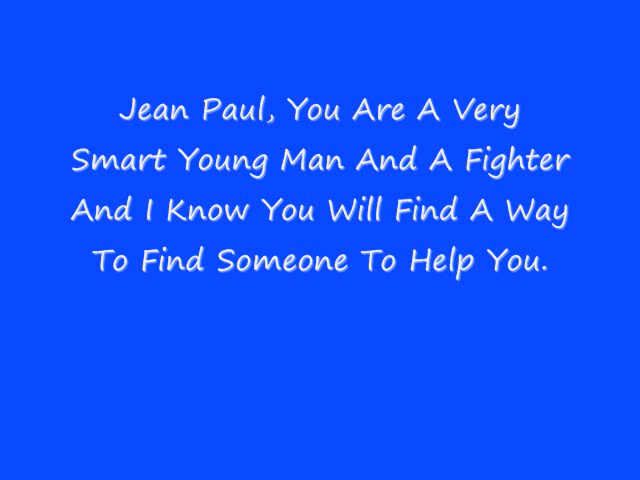 Jean Paul, You Are A Very
Smart Young Man And A Fighter
And I Know You Will Find A Way
To Find Someone To Help You.